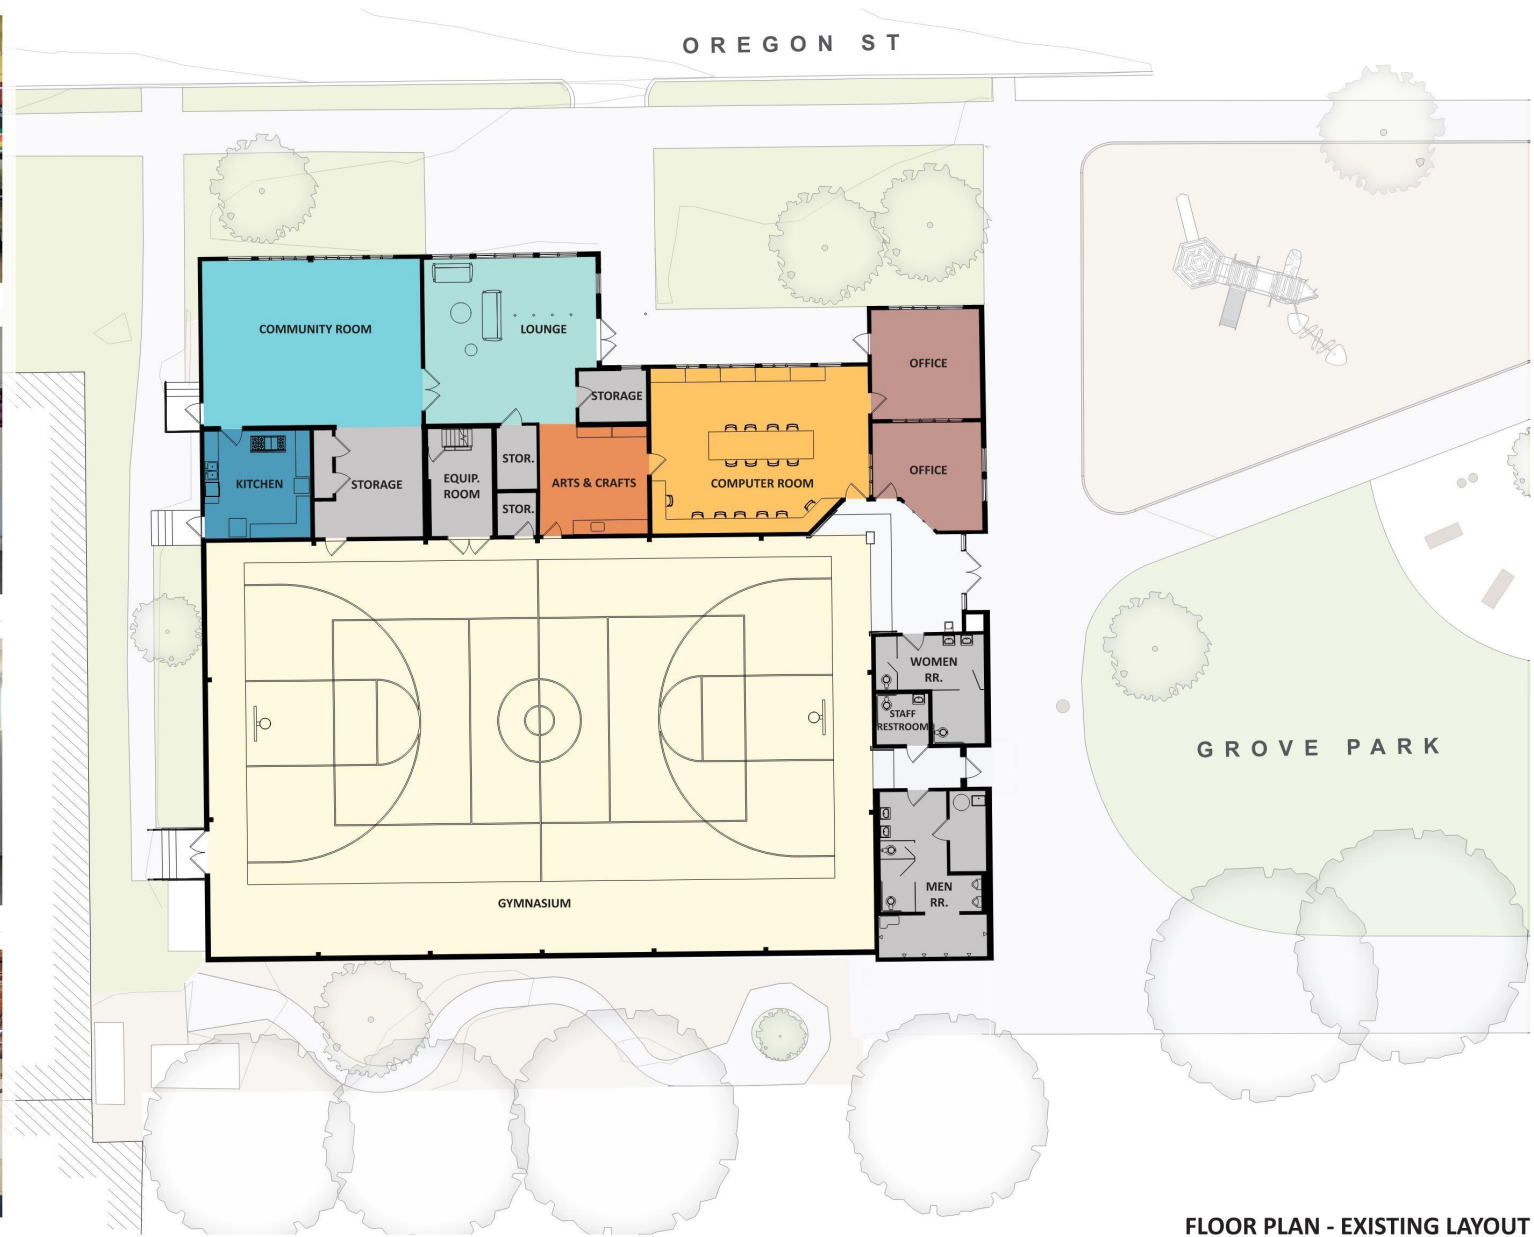 OREGON ST
COMMUNITY ROOM
LOUNGE
OFFICE
STORAGE
STOR.
OFFICE
KITCHEN
STORAGE
EQUIP.
ROOM
ARTS & CRAFTS
COMPUTER ROOM
STOR.
WOMEN
RR.
STAFF
RESTROOM
GROVE PARK
MEN
RR.
GYMNASIUM
FLOOR PLAN - EXISTING LAYOUT